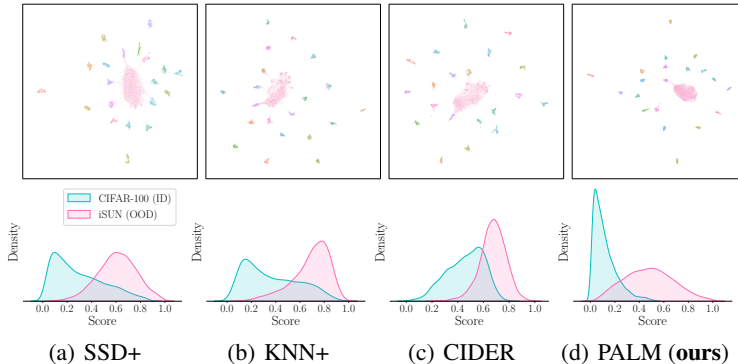 CIFAR-100 (ID)
iSUN (OOD)
Density
0.0 0.2 0.4 0.6 0.8 1.0
Score
Density
0.0 0.2 0.4 0.6 0.8 1.0
Score
Density
0.0 0.2 0.4 0.6 0.8 1.0
Score
Density
0.0 0.2 0.4 0.6 0.8 1.0
Score
(a) SSD+
(b) KNN+
(c) CIDER
(d) PALM (ours)